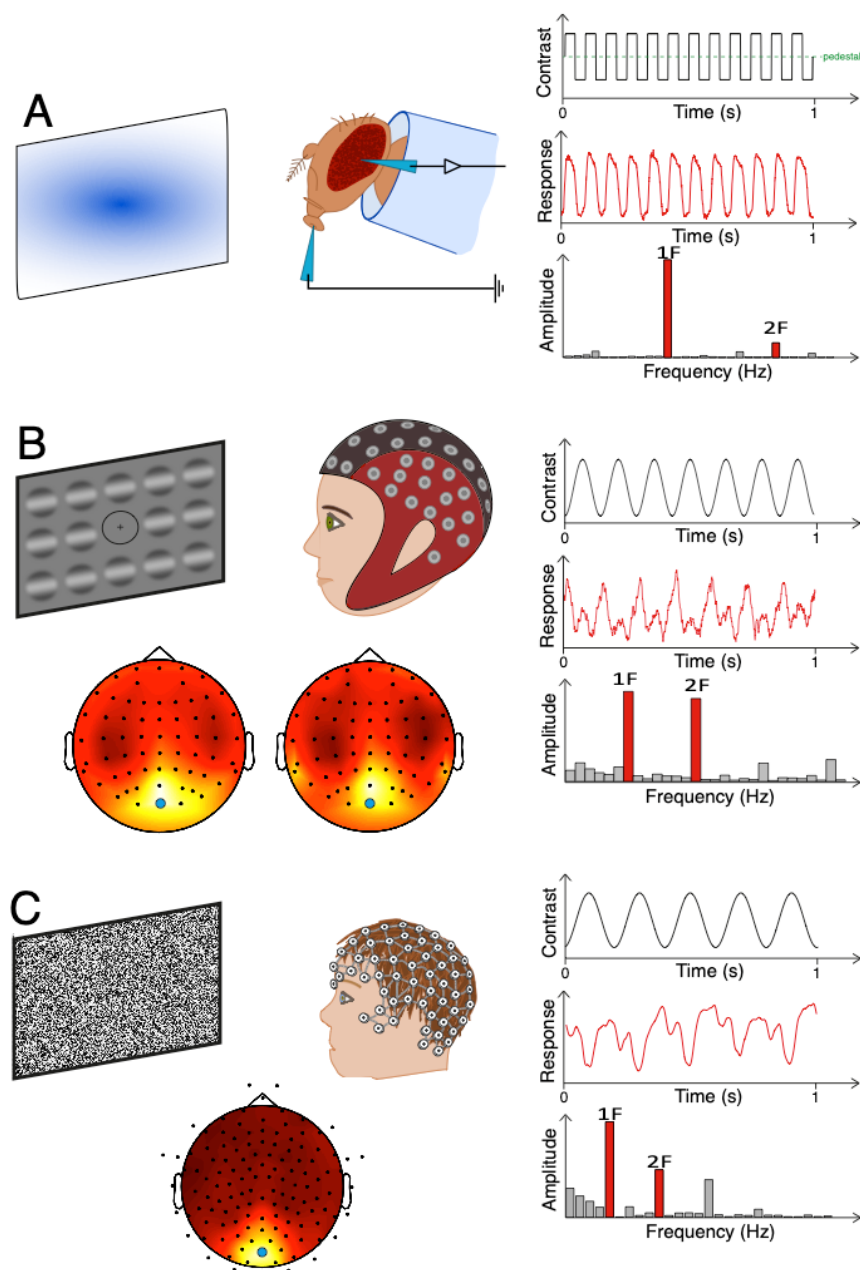 A
Contrast
pedestal
0
Time (s)
1
Response
0
Time (s)
1
Amplitude
1F
2F
Frequency (Hz)
B
Contrast
0
Time (s)
1
Response
0
Time (s)
1
Amplitude
1F
2F
Frequency (Hz)
C
Contrast
0
Time (s)
1
Response
0
Time (s)
1
Amplitude
1F
2F
Frequency (Hz)